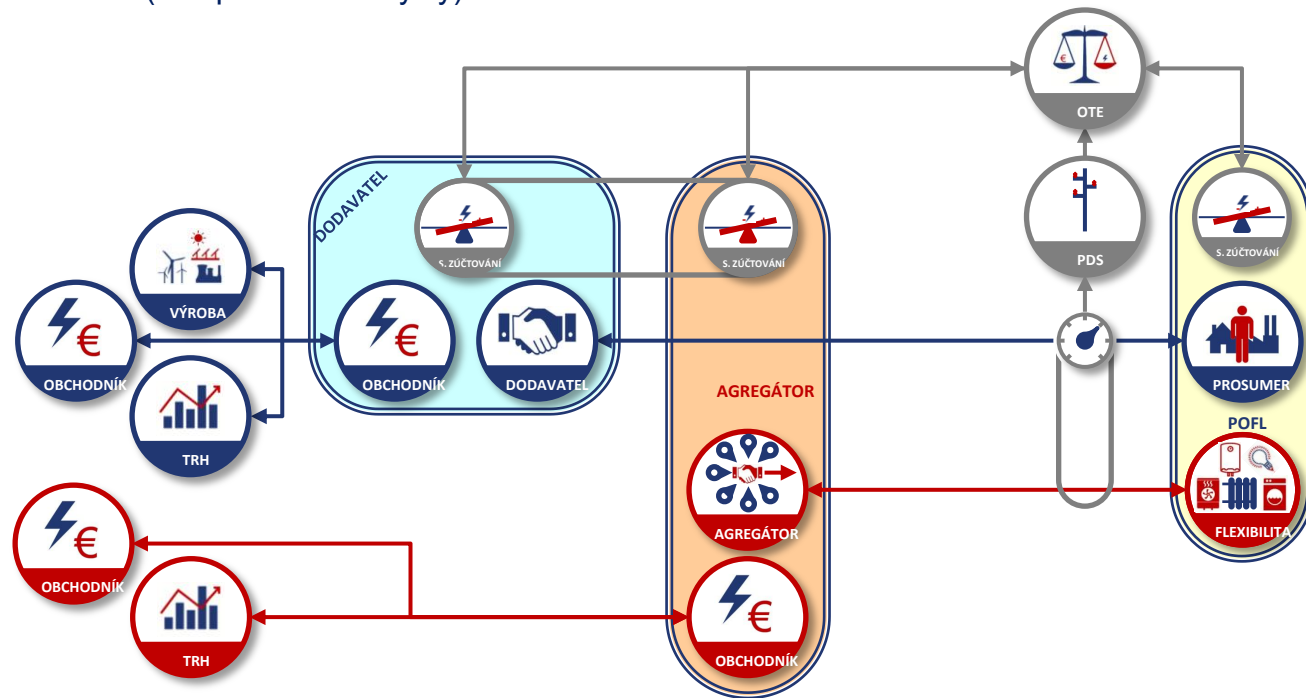 OTE
DODAVATEL
S. ZÚČTOVÁNÍ
S. ZÚČTOVÁNÍ
PDS
S. ZÚČTOVÁNÍ
VÝROBA
OBCHODNÍK
OBCHODNÍK
DODAVATEL
PROSUMER
AGREGÁTOR
POFL
TRH
AGREGÁTOR
FLEXIBILITA
OBCHODNÍK
TRH
OBCHODNÍK